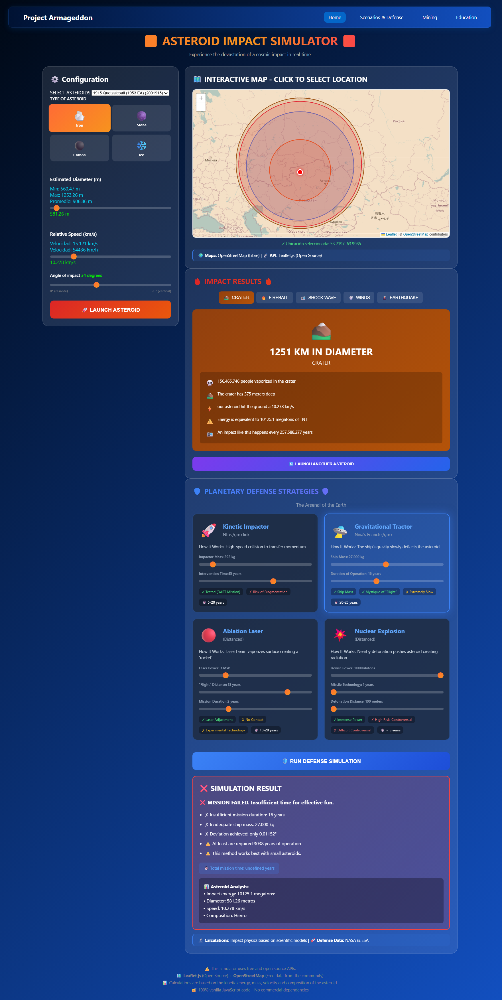 Project Armageddon
Home
Scenarios & Defense
Mining
Education
ASTEROID IMPACT SIMULATOR
Experience the devastation of a cosmic impact in real time
Configuration
SELECT ASTEROIDS 1915 Quetzalcoatl (1953 EA) (2001915)
TYPE OF ASTEROID
Iron
Stone
Carbon
Ice
Estimated Diameter (m)
Min: 560.47 m
Max: 1253.26 m
Promedio: 906.86 m
581.26 m
Relative Speed (km/s)
Velocidad: 15.121 km/s
Velocidad: 54436 km/h
10.278 km/s
Angle of impact 34 degrees
0° (rasante)
90° (vertical)
🚀 LAUNCH ASTEROID
INTERACTIVE MAP - CLICK TO SELECT LOCATION
+
−
Россия
Москва
Астана
Қазақстан
Україна
Монгол
улс
乌鲁木
齐市
ئۈرۈمچى
Бишкек
საქართველო
O'zbekiston
Кыргызстан
Azərbaycan
Leaflet | © OpenStreetMap contributors
✓ Ubicación seleccionada: 53.2197, 63.9985
Mapa: OpenStreetMap (Libre) | API: Leaflet.js (Open Source)
IMPACT RESULTS
CRATER
FIREBALL
SHOCK WAVE
WINDS
EARTHQUAKE
1251 KM IN DIAMETER
CRATER
156.465.746 people vaporized in the crater
The crater has 375 meters deep
our asteroid hit the ground a 10.278 km/s
Energy is equivalent to 10125.1 megatons of TNT
An impact like this happens every 257.588,277 years
LAUNCH ANOTHER ASTEROID
PLANETARY DEFENSE STRATEGIES
The Arsenal of the Earth
Kinetic Impactor
Ntns./grro link
How It Works: High-speed collision to transfer momentum.
Impactor Mass: 292 kg
Intervention Time:15 years
✓ Tested (DART Mission)
✗ Risk of Fragmentation
5-20 years
Gravitational Tractor
Nina's Enancte./grro
How It Works: The ship's gravity slowly deflects the asteroid.
Ship Mass: 27.000 kg
Duration of Operation: 16 years
✓ Ship Mass
✓ Mystique of "Flight"
✗ Extremely Slow
20-25 years
Ablation Laser
(Distanced)
How It Works: Laser beam vaporizes surface creating a
'rocket'.
Laser Power: 3 MW
"Flight" Distance: 18 years
Mission Duration:2 years
✓ Laser Adjustment
✗ No Contact
✗ Experimental Technology
10-20 years
Nuclear Explosion
(Distanced)
How It Works: Nearby detonation pushes asteroid creating
radiation.
Device Power: 5000kilotons
Missile Technology: 1 years
Detonation Distance: 100 meters
✓ Immense Power
✗ High Risk, Controversial
✗ Difficult Controversial
< 5 years
RUN DEFENSE SIMULATION
❌ SIMULATION RESULT
❌ MISSION FAILED. Insufficient time for effective fun.
• ✗ Insufficient mission duration: 16 years
• ✗ Inadequate ship mass: 27.000 kg
• ✗ Deviation achieved: only 0.01152°
• ⚠️ At least are required 3038 years of operation
• ⚠️ This method works best with small asteroids.
Total mission time: undefined years
Asteroid Analysis:
• Impact energy: 10125.1 megatons:
• Diameter: 581.26 metros
• Speed: 10.278 km/s
• Composition: Hierro
Calculations: Impact physics based on scientific models | Defense Data: NASA & ESA
⚠️ This simulator uses free and open source APIs:
Leaflet.js (Open Source) + OpenStreetMap (Free data from the community)
Calculations are based on the kinetic energy, mass, velocity and composition of the asteroid.
100% vanilla JavaScript code - No commercial dependencies